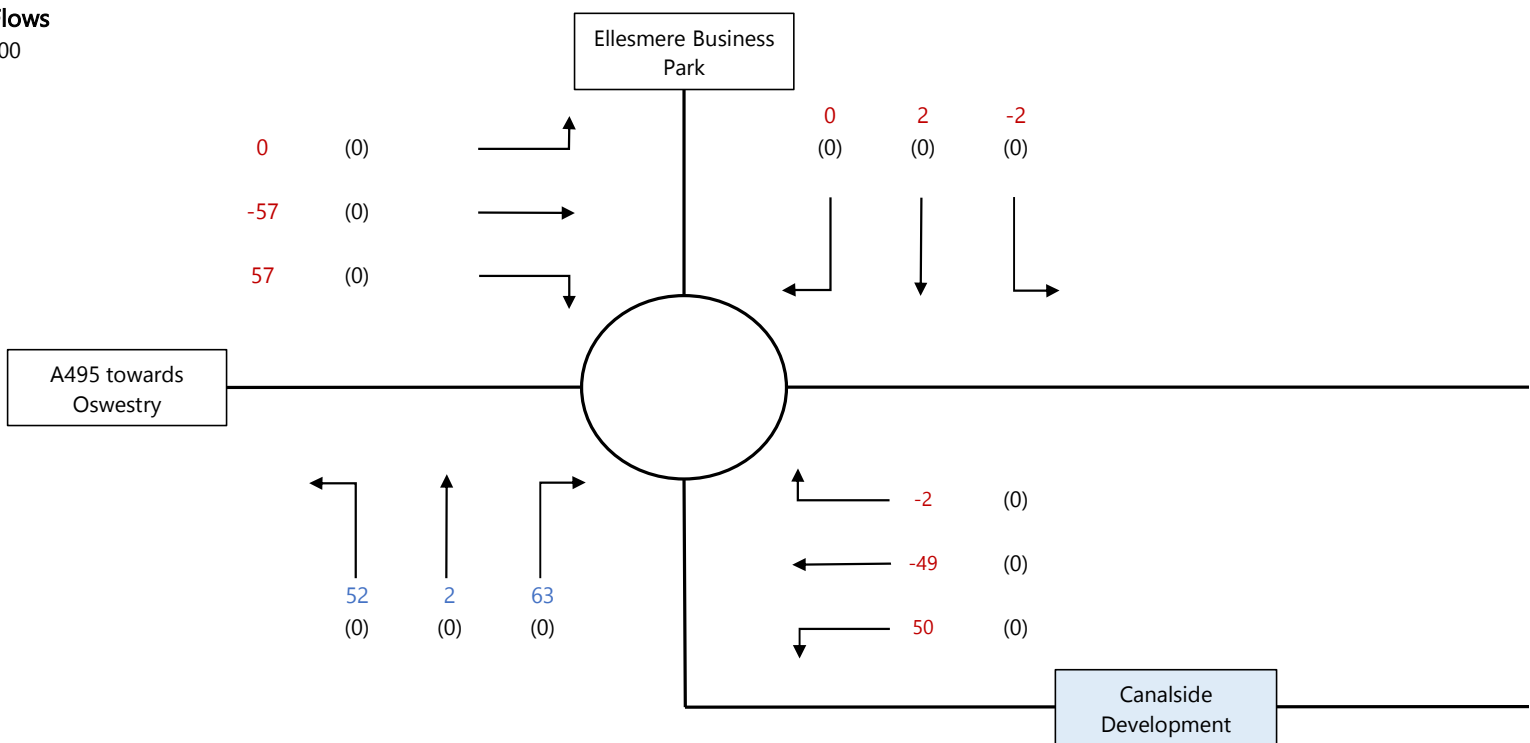 Flows
00
Ellesmere Business
Park
0 2 -2
(0) (0) (0)
0 (0)
-57 (0)
57 (0)
A495 towards
Oswestry
-2 (0)
-49 (0)
50 (0)
52 2 63
(0) (0) (0)
Canalside
Development